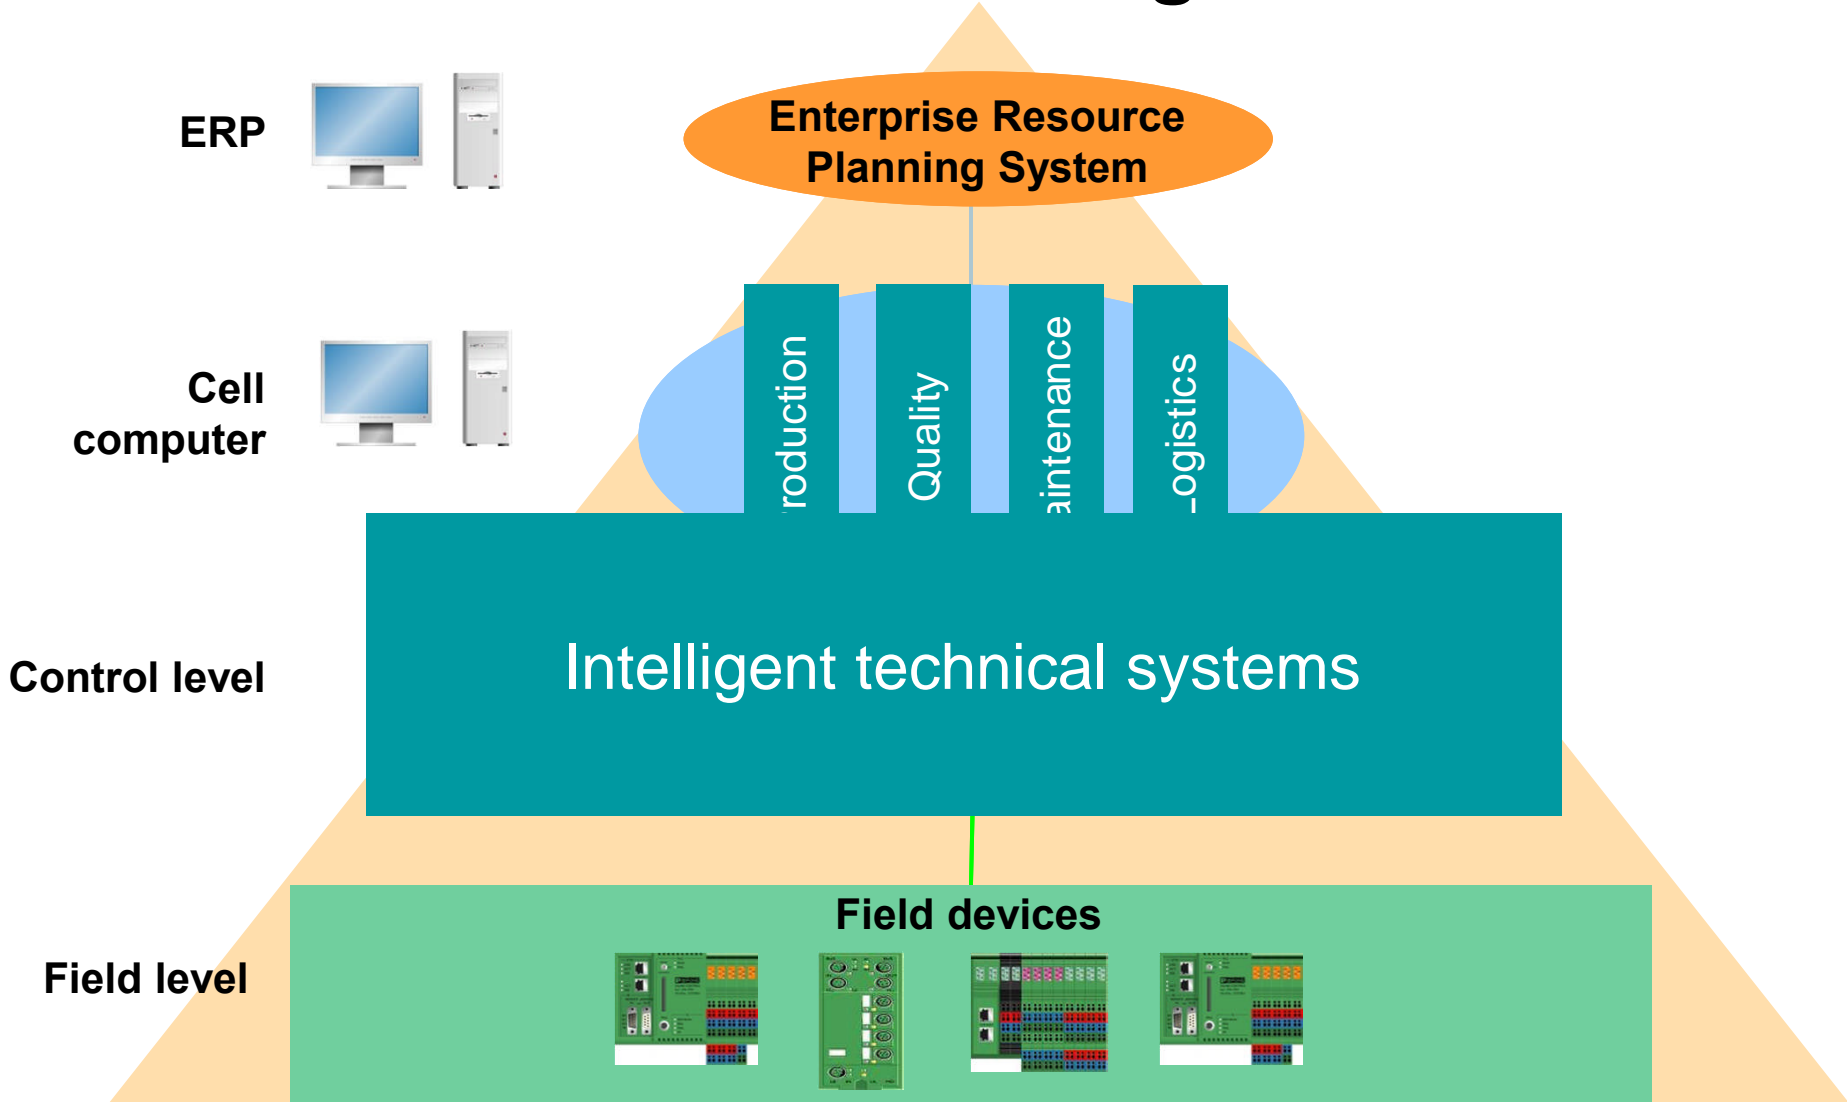 ERP
Enterprise Resource
Planning System
Cell
computer
roduction
Quality
aintenance
Logistics
Control level
Intelligent technical systems
Field devices
Field level